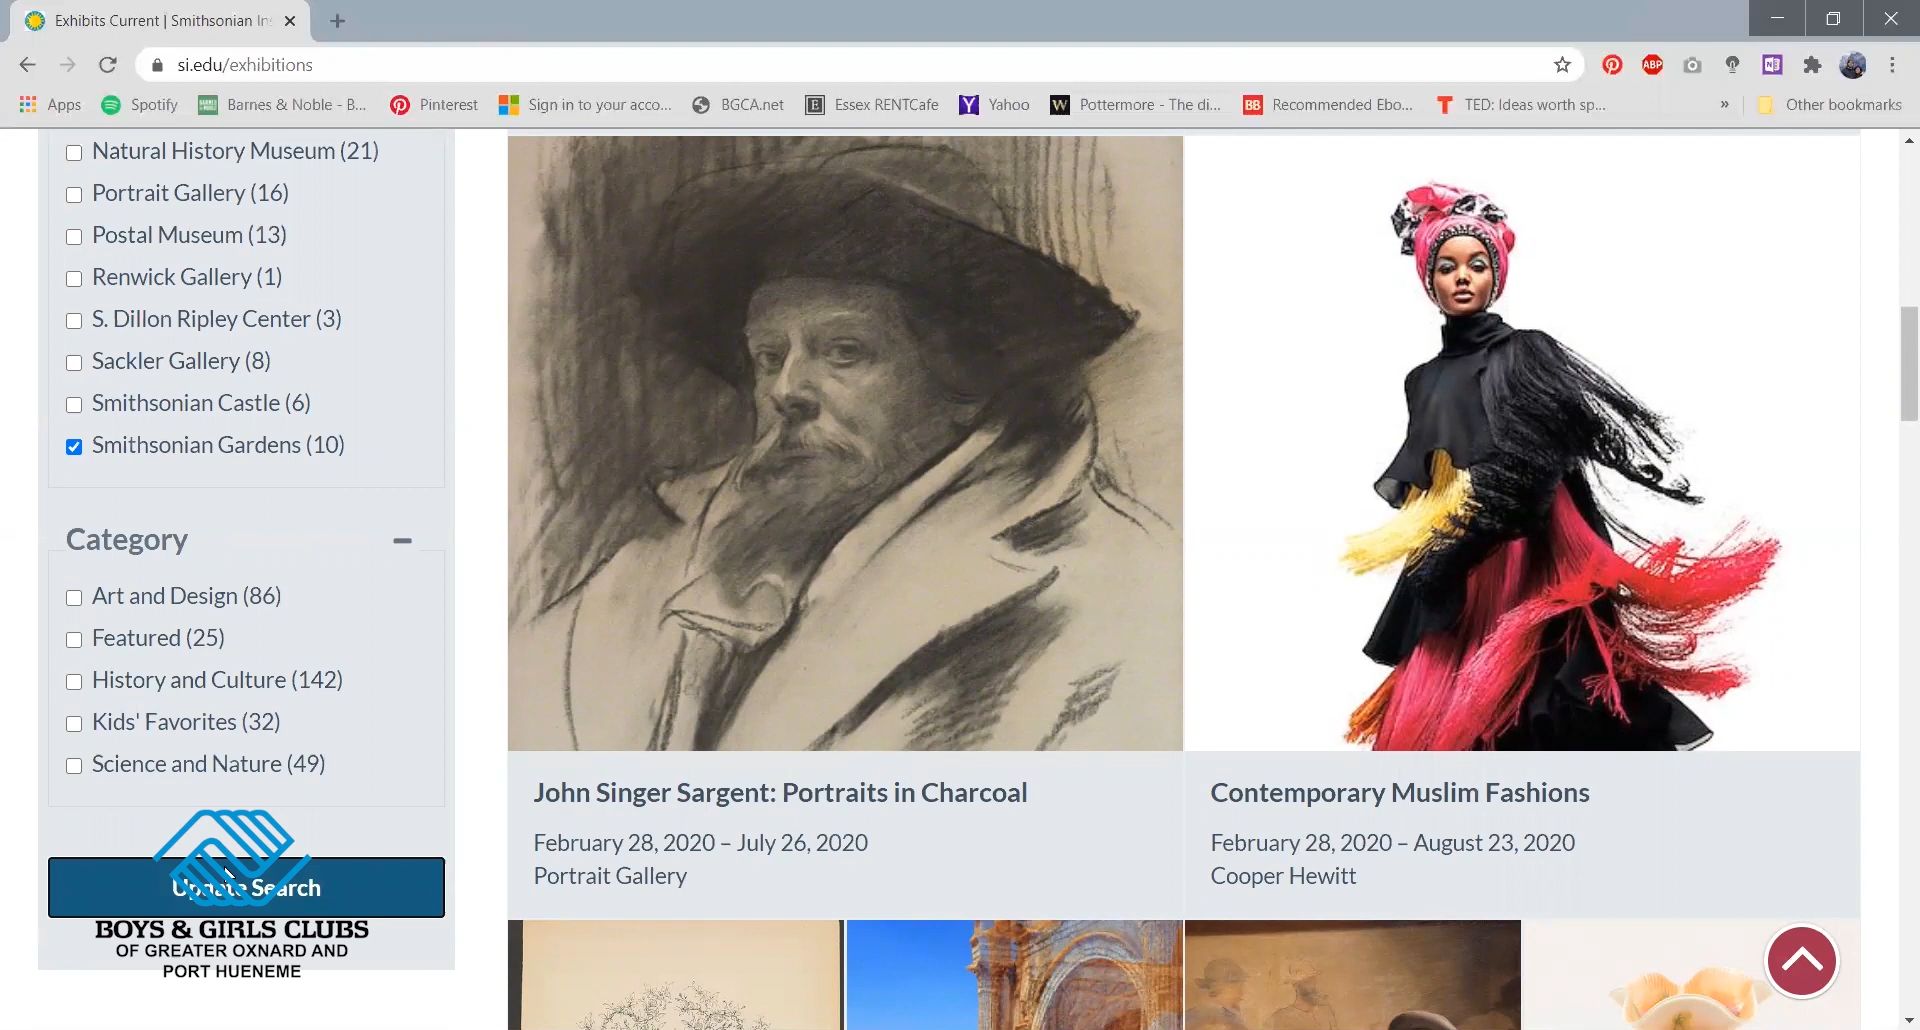 Exhibits Current | Smithsonian In
si.edu/exhibitions
ABP
Apps
Spotify
Barnes & Noble - B...
Pinterest
Sign in to your acco...
BGCA.net
E
Essex RENTCafe
Y
Yahoo
W
Pottermore - The di...
BB
Recommended Ebo...
T
TED: Ideas worth sp...
»
Other bookmarks
Natural History Museum (21)
Portrait Gallery (16)
Postal Museum (13)
Renwick Gallery (1)
S. Dillon Ripley Center (3)
Sackler Gallery (8)
Smithsonian Castle (6)
Smithsonian Gardens (10)
Category
Art and Design (86)
Featured (25)
History and Culture (142)
Kids' Favorites (32)
Science and Nature (49)
Update Search
BOYS & GIRLS CLUBS
OF GREATER OXNARD AND
PORT HUENEME
John Singer Sargent: Portraits in Charcoal
February 28, 2020 – July 26, 2020
Portrait Gallery
Contemporary Muslim Fashions
February 28, 2020 – August 23, 2020
Cooper Hewitt